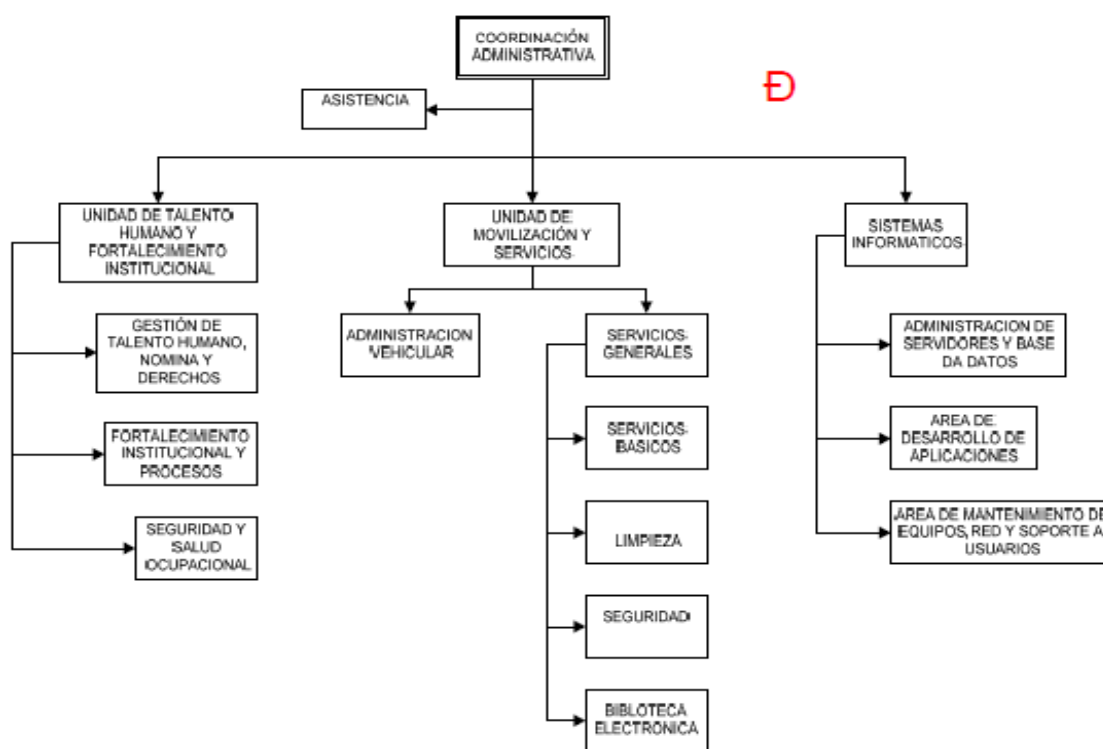 COORDINACIÓN
ADMINISTRATIVA
Đ
ASISTENCIA
UNIDAD DE TALENTO
HUMANO Y
FORTALECIMIENTO
INSTITUCIONAL
UNIDAD DE
MOVILIZACIÓN Y
SERVICIOS
SISTEMAS
INFORMATICOS
GESTIÓN DE
TALENTO HUMANO,
NOMINA Y
DERECHOS
FORTALECIMIENTO
INSTITUCIONAL Y
PROCESOS
SEGURIDAD Y
SALUD
OCUPACIONAL
ADMINISTRACION
VEHICULAR
SERVICIOS
GENERALES
SERVICIOS
BASICOS
LIMPIEZA
SEGURIDAD
BIBLOTECA
ELECTRONICA
ADMINISTRACION DE
SERVIDORES Y BASE
DA DATOS
AREA DE
DESARROLLO DE
APLICACIONES
AREA DE MANTENIMIENTO DE
EQUIPOS, RED Y SOPORTE A
USUARIOS